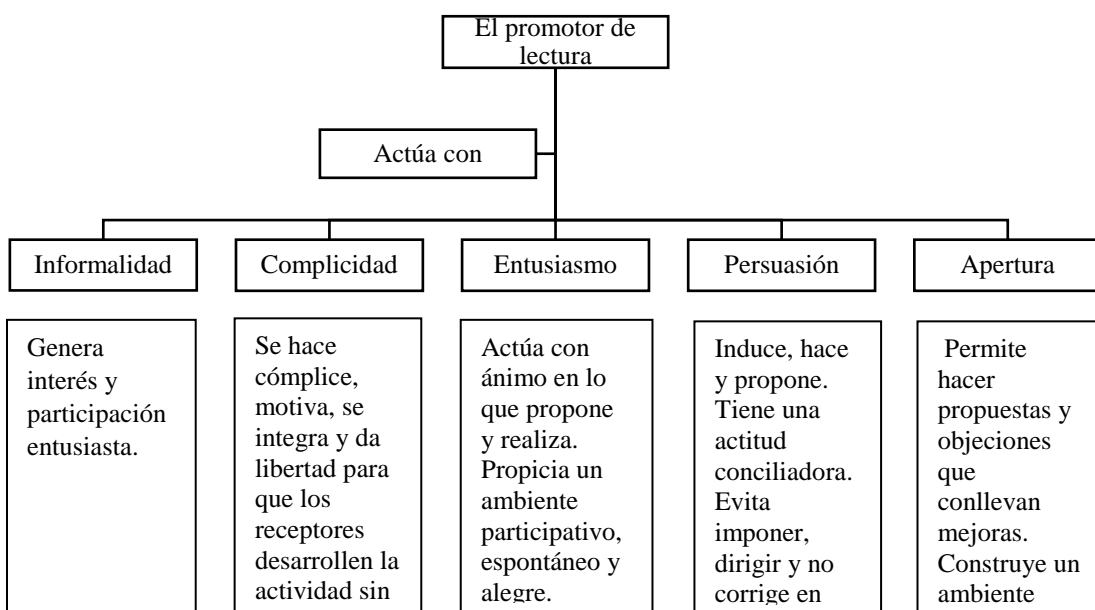 El promotor de
lectura
Actúa con
Informalidad
Complicidad
Entusiasmo
Persuasión
Apertura
Genera
interés y
participación
entusiasta.
Se hace
cómplice,
motiva, se
integra y da
libertad para
que los
receptores
desarrollen la
actividad sin
Actúa con
ánimo en lo
que propone
y realiza.
Propicia un
ambiente
participativo,
espontáneo y
alegre.
Induce, hace
y propone.
Tiene una
actitud
conciliadora.
Evita
imponer,
dirigir y no
corrige en
Permite
hacer
propuestas y
objeciones
que
conllevan
mejoras.
Construye un
ambiente